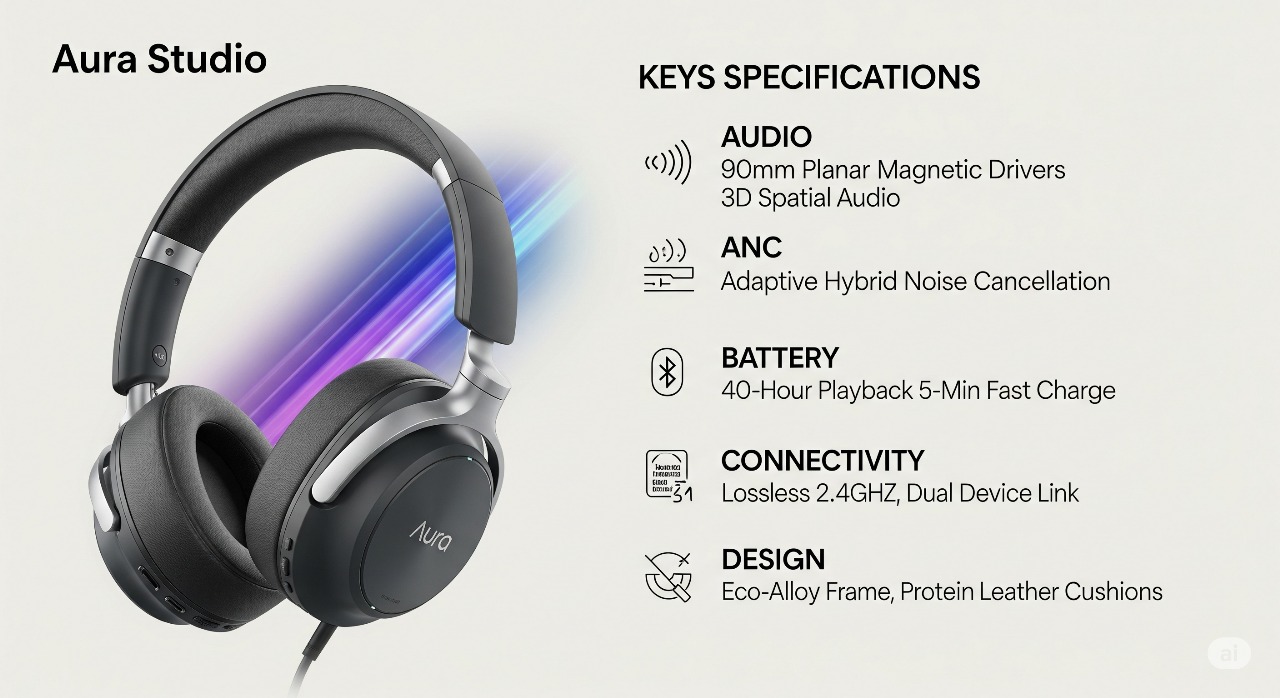 Aura Studio
KEYS SPECIFICATIONS
AUDIO
90mm Planar Magnetic Drivers
3D Spatial Audio
ANC
Adaptive Hybrid Noise Cancellation
BATTERY
40-Hour Playback 5-Min Fast Charge
CONNECTIVITY
Lossless 2.4GHZ, Dual Device Link
DESIGN
Eco-Alloy Frame, Protein Leather Cushions
Aura
ai